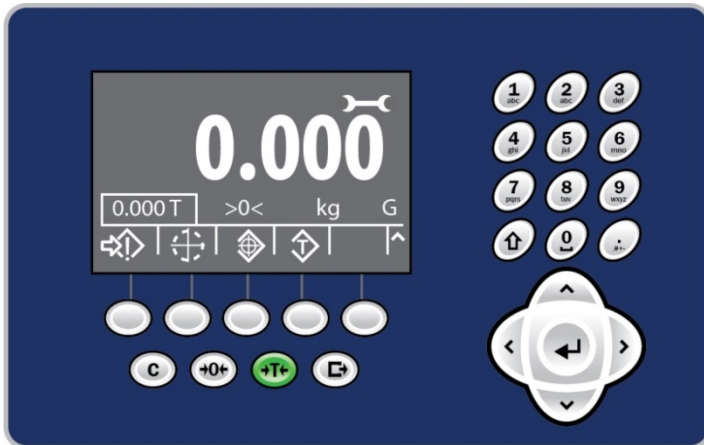 0.000
0.000 T >0< kg G
T
C →0← →T←
1 2 3
abc abc def
4 5 6
ghi jkl mno
7 8 9
pqrs tuv wxyz
0 .